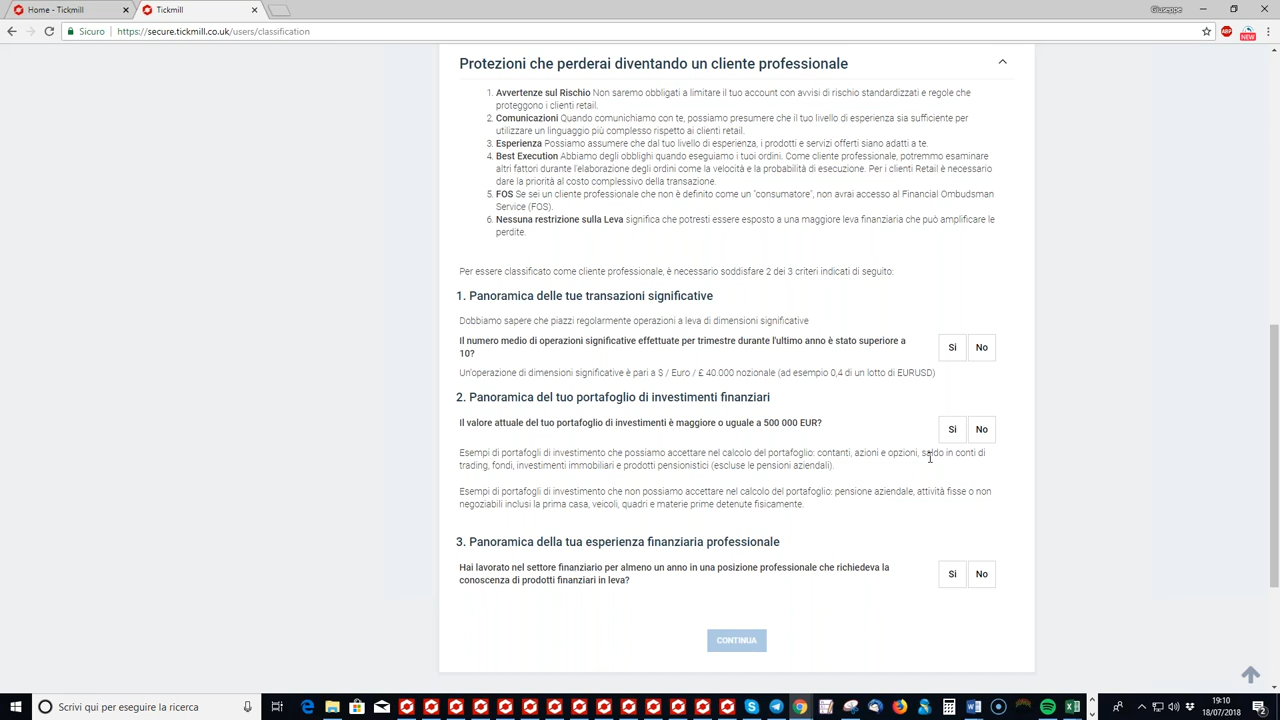 Home - Tickmill
Tickmill
Giuseppe
Sicuro
https://secure.tickmill.co.uk/users/classification
ABP
NEW
Protezioni che perderai diventando un cliente professionale
1. Avvertenze sul Rischio Non saremo obbligati a limitare il tuo account con avvisi di rischio standardizzati e regole che
proteggono i clienti retail.
2. Comunicazioni Quando comunichiamo con te, possiamo presumere che il tuo livello di esperienza sia sufficiente per
utilizzare un linguaggio più complesso rispetto ai clienti retail.
3. Esperienza Possiamo assumere che dal tuo livello di esperienza, i prodotti e servizi offerti siano adatti a te.
4. Best Execution Abbiamo degli obblighi quando eseguiamo i tuoi ordini. Come cliente professionale, potremmo esaminare
altri fattori durante l'elaborazione degli ordini come la velocità e la probabilità di esecuzione. Per i clienti Retail è necessario
dare la priorità al costo complessivo della transazione.
5. FOS Se sei un cliente professionale che non è definito come un "consumatore", non avrai accesso al Financial Ombudsman
Service (FOS).
6. Nessuna restrizione sulla Leva significa che potresti essere esposto a una maggiore leva finanziaria che può amplificare le
perdite.
Per essere classificato come cliente professionale, è necessario soddisfare 2 dei 3 criteri indicati di seguito:
1. Panoramica delle tue transazioni significative
Dobbiamo sapere che piazzi regolarmente operazioni a leva di dimensioni significative
Il numero medio di operazioni significative effettuate per trimestre durante l'ultimo anno è stato superiore a
10?
Si No
Un'operazione di dimensioni significative è pari a $ / Euro / £ 40.000 nozionale (ad esempio 0,4 di un lotto di EURUSD)
2. Panoramica del tuo portafoglio di investimenti finanziari
Il valore attuale del tuo portafoglio di investimenti è maggiore o uguale a 500 000 EUR?
Si No
Esempi di portafogli di investimento che possiamo accettare nel calcolo del portafoglio: contanti, azioni e opzioni, saldo in conti di
trading, fondi, investimenti immobiliari e prodotti pensionistici (escluse le pensioni aziendali).
Esempi di portafogli di investimento che non possiamo accettare nel calcolo del portafoglio: pensione aziendale, attività fisse o non
negoziabili inclusi la prima casa, veicoli, quadri e materie prime detenute fisicamente.
3. Panoramica della tua esperienza finanziaria professionale
Hai lavorato nel settore finanziario per almeno un anno in una posizione professionale che richiedeva la
conoscenza di prodotti finanziari in leva?
Si No
CONTINUA
Scrivi qui per eseguire la ricerca
19:10
18/07/2018